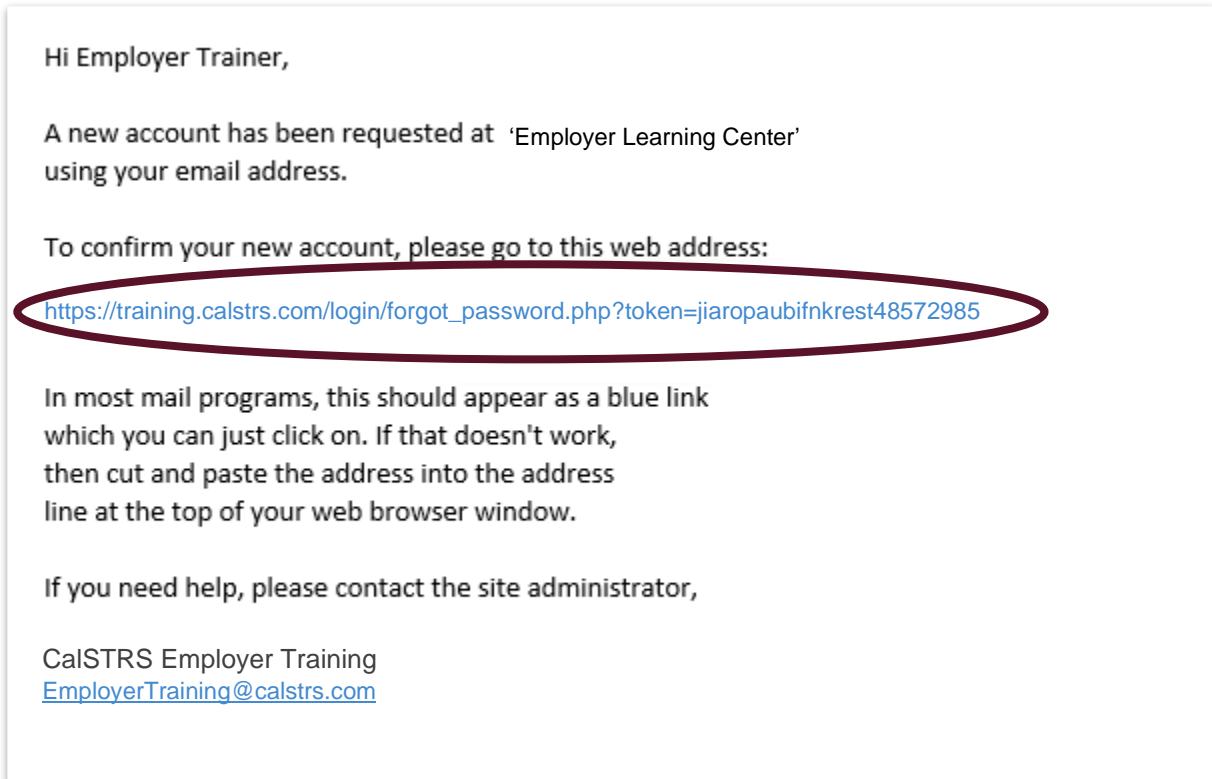 Hi Employer Trainer,
A new account has been requested at 'Employer Learning Center'
using your email address.
To confirm your new account, please go to this web address:
https://training.calstrs.com/login/forgot_password.php?token=jiaropaubifnkrest48572985
In most mail programs, this should appear as a blue link
which you can just click on. If that doesn't work,
then cut and paste the address into the address
line at the top of your web browser window.
If you need help, please contact the site administrator,
CalSTRS Employer Training
EmployerTraining@calstrs.com